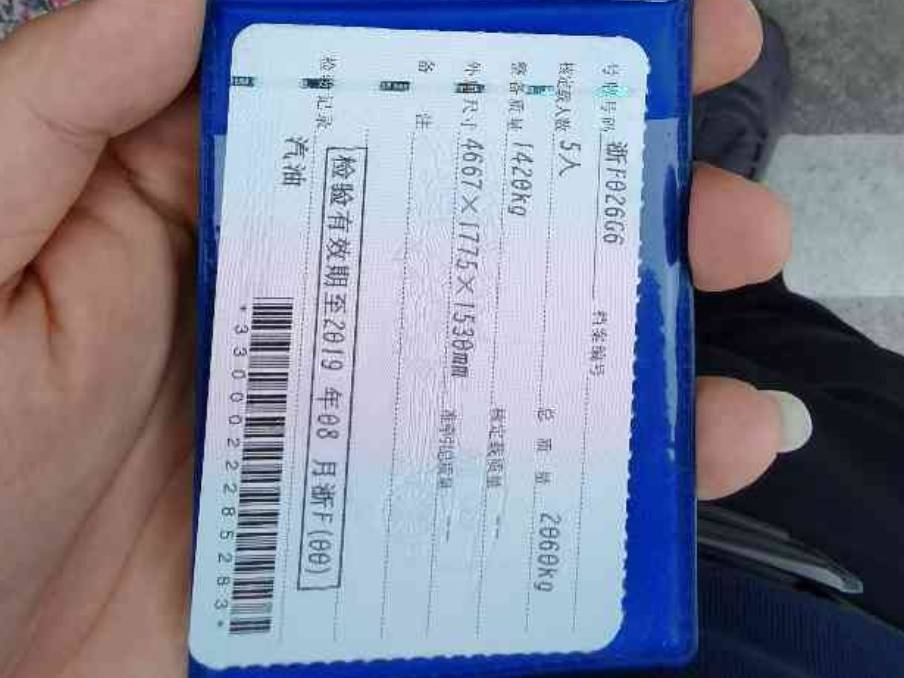 号牌号码 浙F026G6 档案编号
核定载人数 5人 总质量 2060kg
整备质量 1420kg 核定载质量 --
外廓尺寸 4667×1775×1530mm 准牵引总质量 --
备注
检验记录 检验有效期至2019年08月浙F(00)
汽油
*3300022285283*